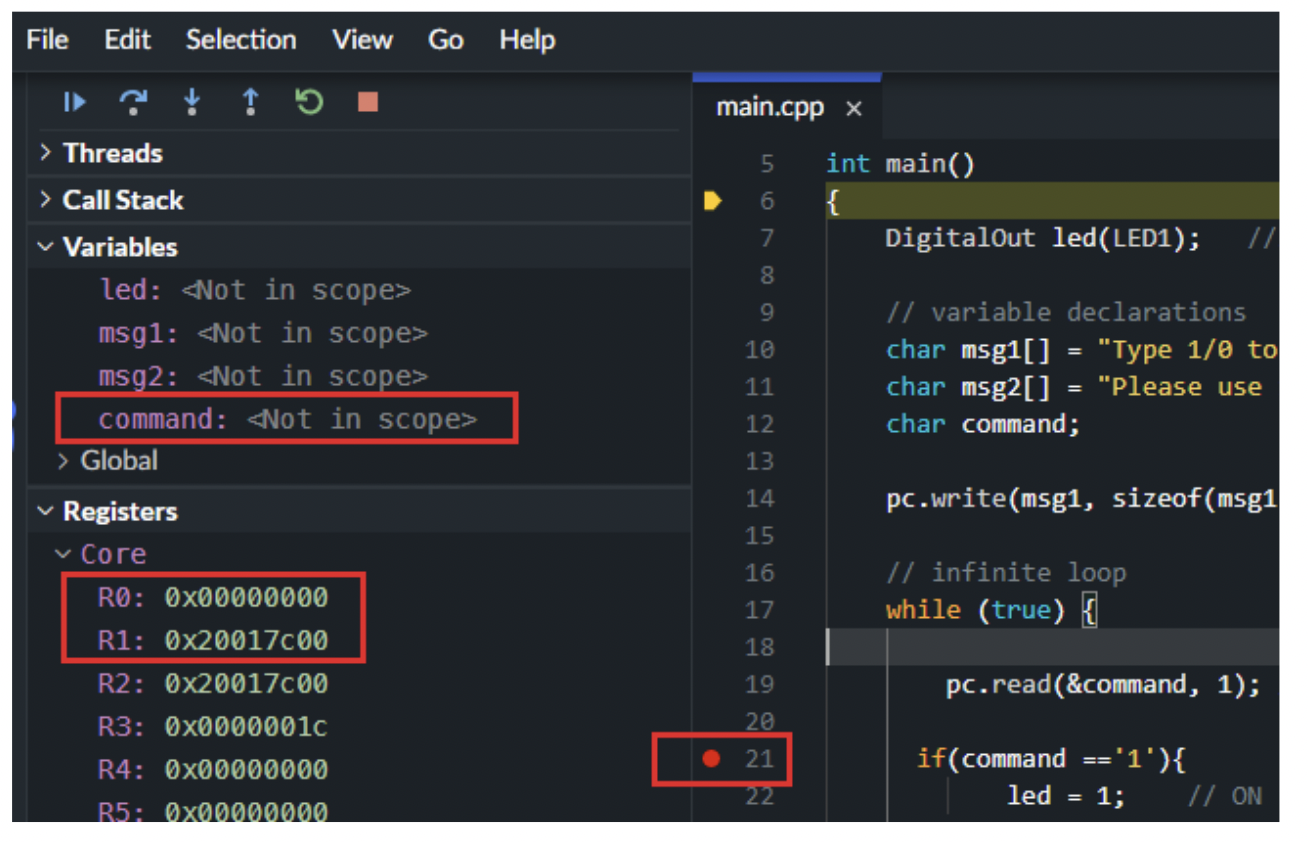 File Edit Selection View Go Help
main.cpp ×
Threads
Call Stack
Variables
led: <Not in scope>
msg1: <Not in scope>
msg2: <Not in scope>
command: <Not in scope>
Global
Registers
Core
R0: 0x00000000
R1: 0x20017c00
R2: 0x20017c00
R3: 0x0000001c
R4: 0x00000000
R5: 0x00000000
5 int main()
6 {
7 DigitalOut led(LED1); //
8
9 // variable declarations
10 char msg1[] = "Type 1/0 to
11 char msg2[] = "Please use
12 char command;
13
14 pc.write(msg1, sizeof(msg1
15
16 // infinite loop
17 while (true) {
18
19 pc.read(&command, 1);
20
21 if(command =='1'){
22 led = 1; // ON